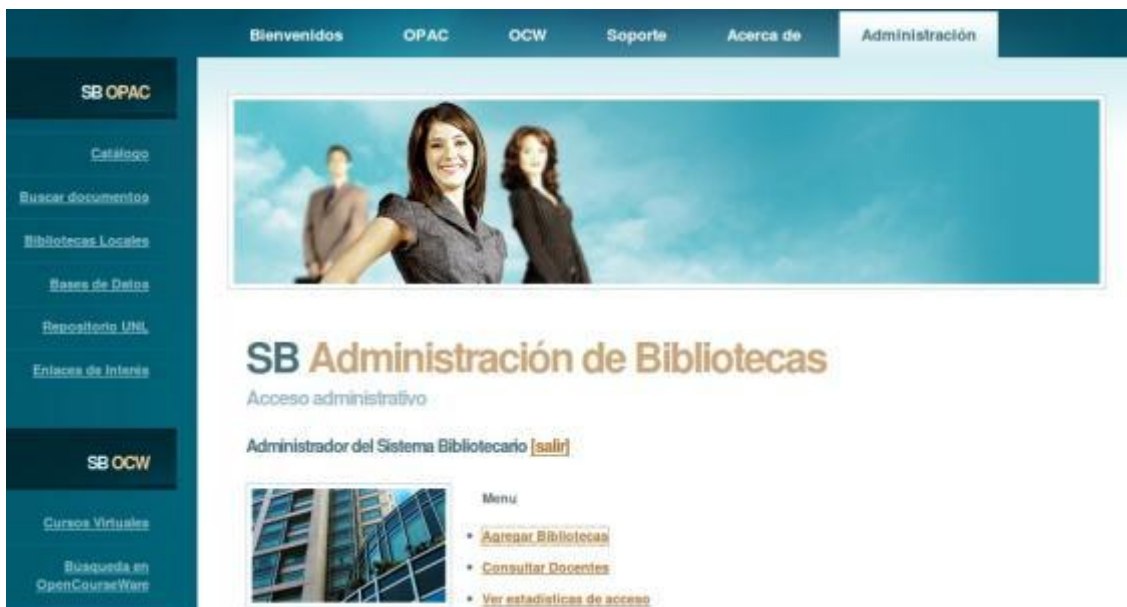 Bienvenidos OPAC OCW Soporte Acerca de Administración
SB OPAC
Catálogo
Buscar documentos
Bibliotecas Locales
Bases de Datos
Repositorio UNL
Enlaces de Interés
SB OCW
Cursos Virtuales
Búsqueda en
OpenCourseWare
SB Administración de Bibliotecas
Acceso administrativo
Administrador del Sistema Bibliotecario [salir]
Menu
Agregar Bibliotecas
Consultar Docentes
Ver estadísticas de acceso